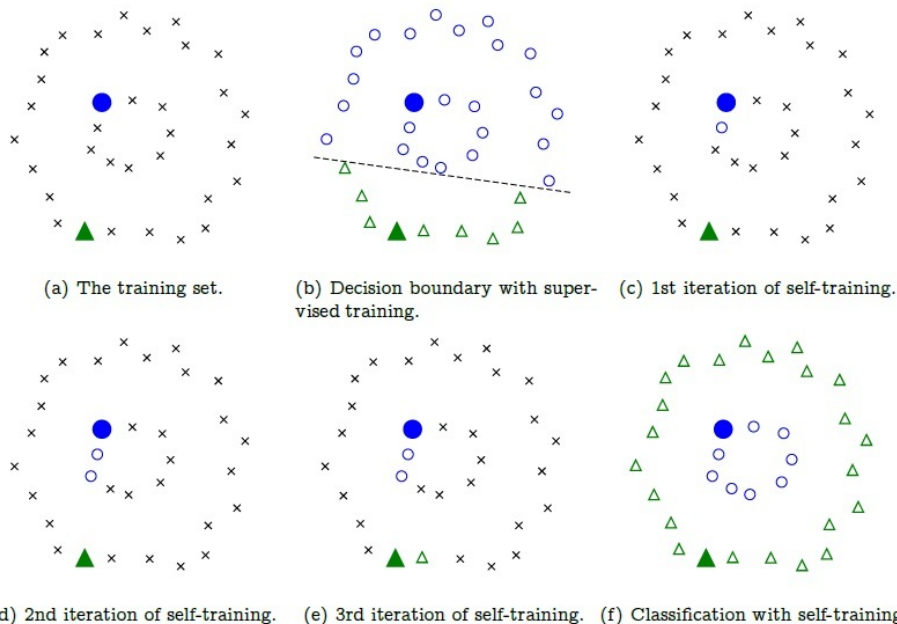 (a) The training set.
(b) Decision boundary with super-
vised training.
(c) 1st iteration of self-training.
d) 2nd iteration of self-training.
(e) 3rd iteration of self-training.
(f) Classification with self-training